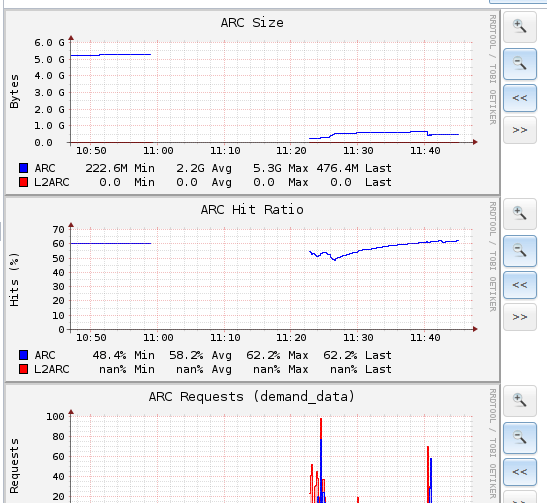 ARC Size
RRDTOOL / TOBI OETIKER
Bytes
6.0 G
5.0 G
4.0 G
3.0 G
2.0 G
1.0 G
0.0
10:50 11:00 11:10 11:20 11:30 11:40
ARC 222.6M Min 2.2G Avg 5.3G Max 476.4M Last
L2ARC 0.0 Min 0.0 Avg 0.0 Max 0.0 Last
<<
>>
ARC Hit Ratio
RRDTOOL / TOBI OETIKER
Hits (%)
70
60
50
40
30
20
10
0
10:50 11:00 11:10 11:20 11:30 11:40
ARC 48.4% Min 58.2% Avg 62.2% Max 62.2% Last
L2ARC nan% Min nan% Avg nan% Max nan% Last
<<
>>
ARC Requests (demand_data)
RRDTOOL / TOBI OETIKER
Requests
100
80
60
40
20
<<